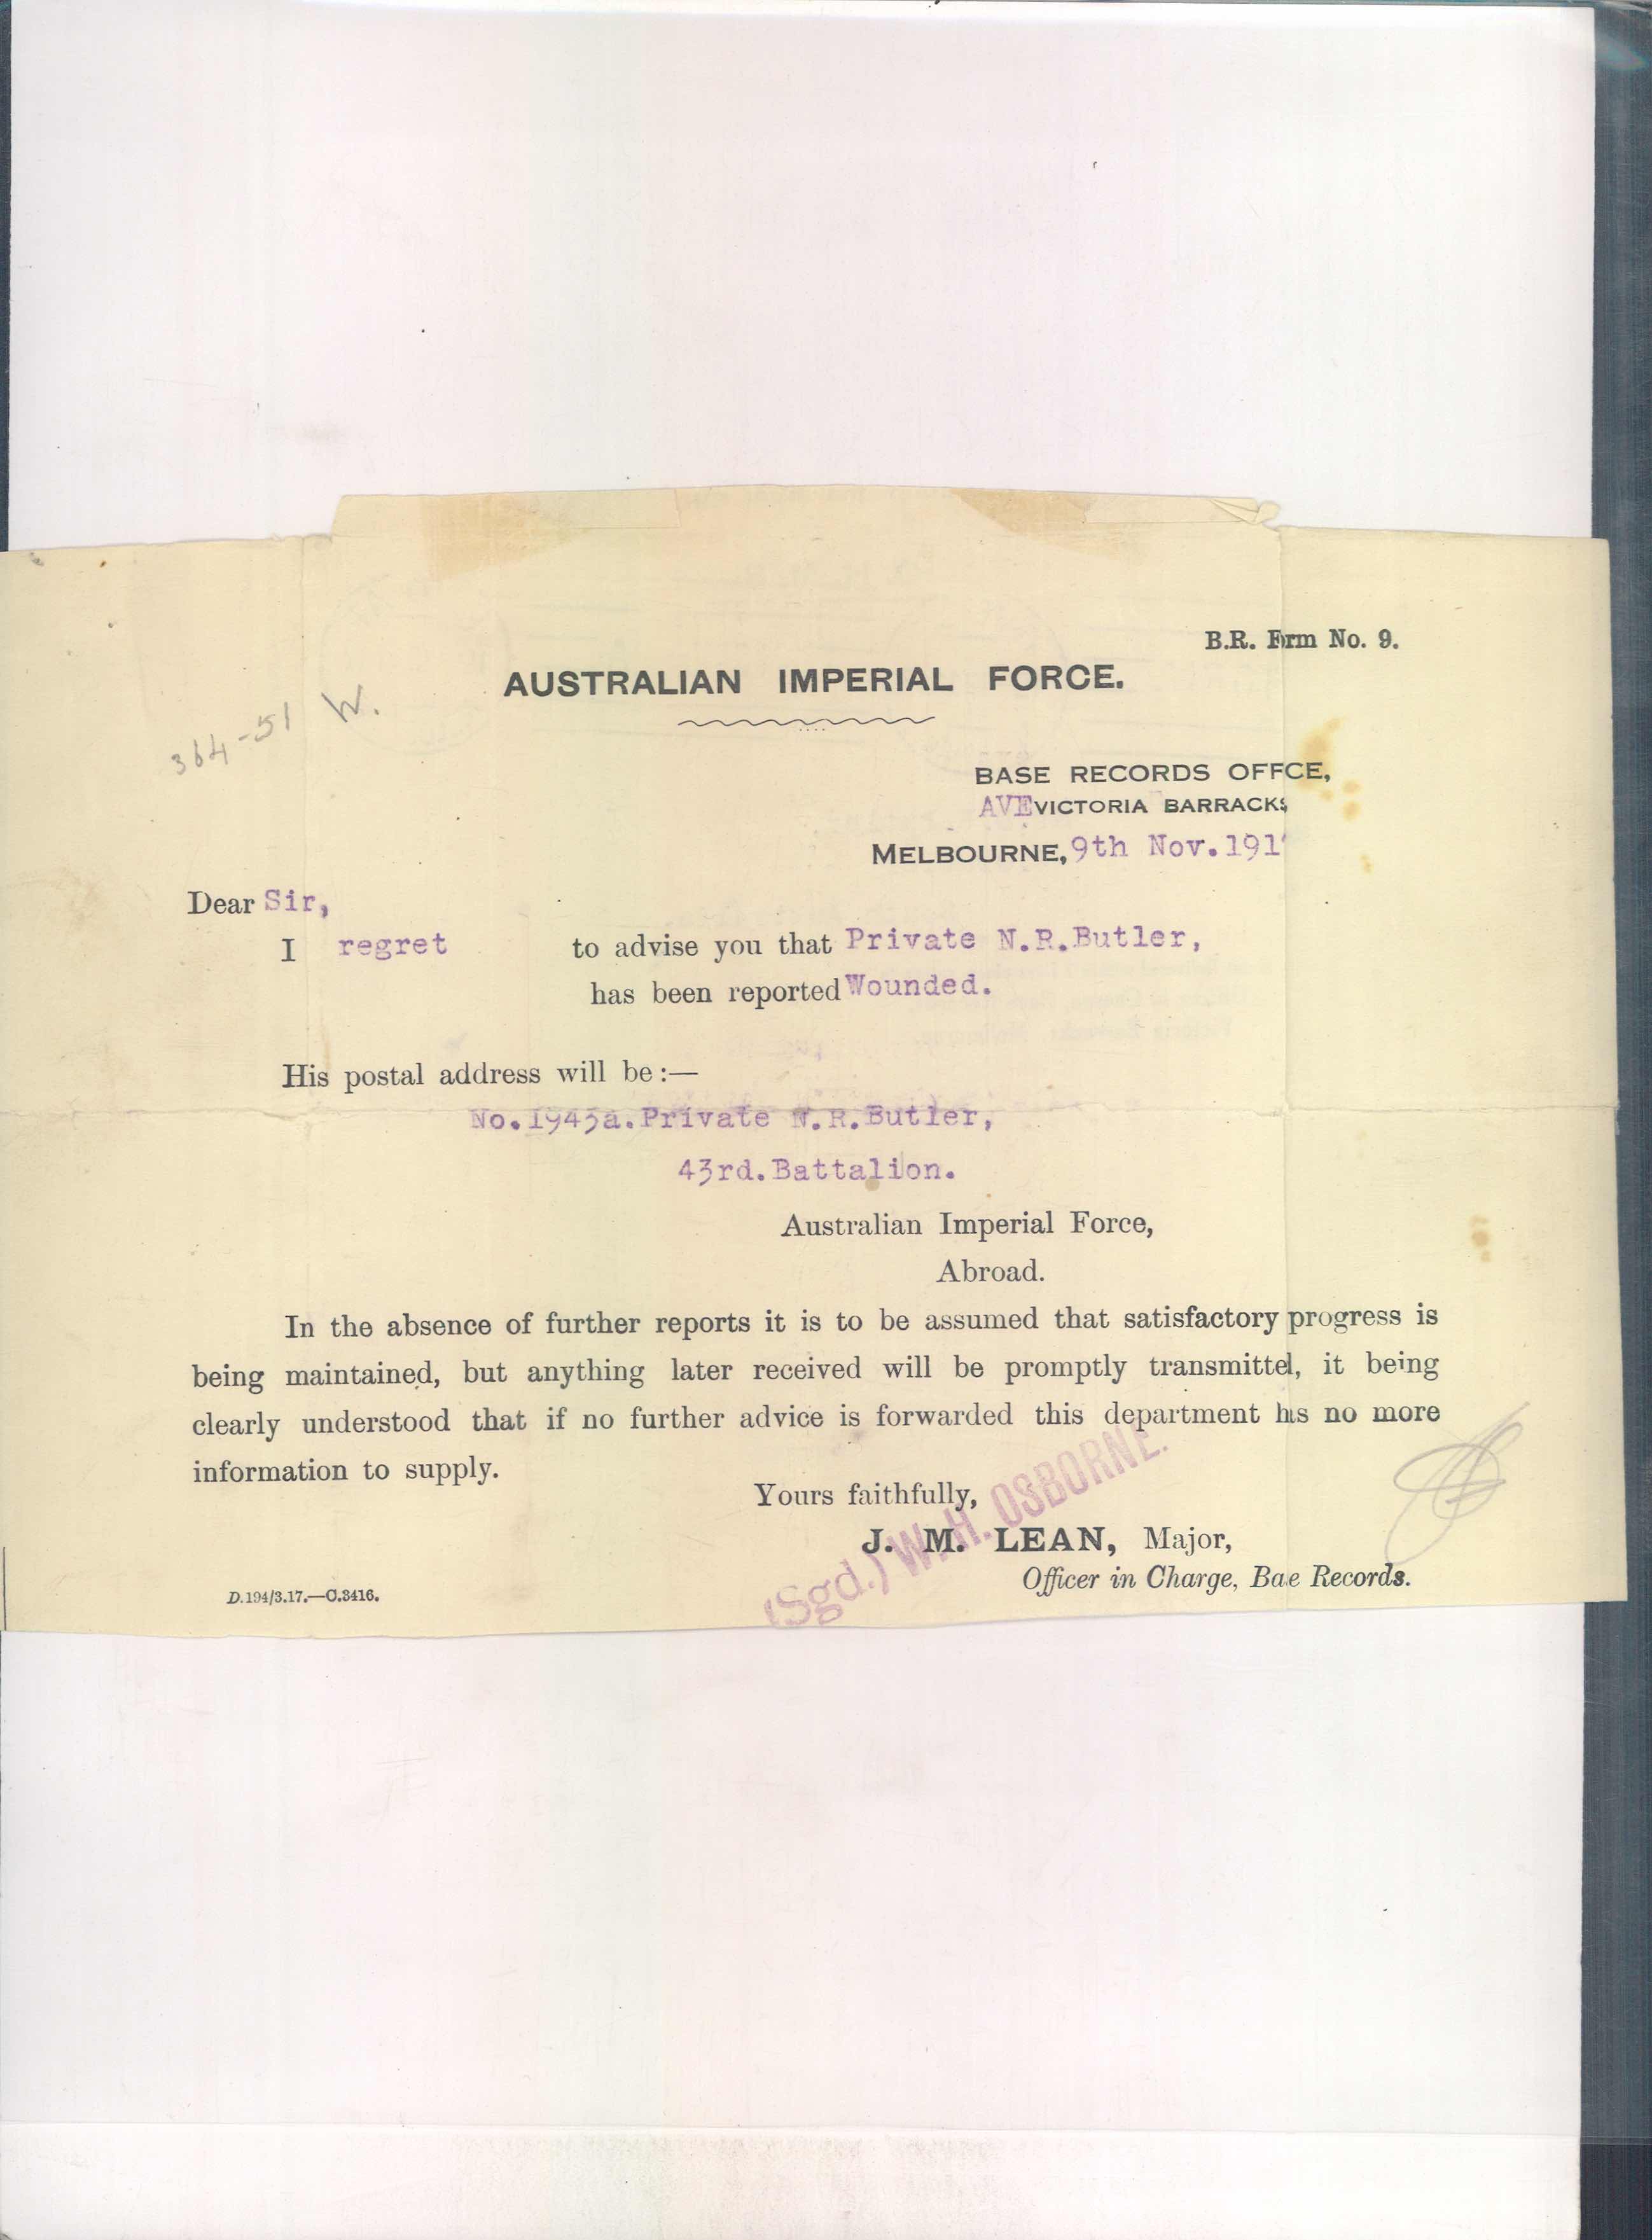 B.R. Frm No. 9.
AUSTRALIAN IMPERIAL FORCE.
364-51 W.
BASE RECORDS OFFCE,
AVEVICTORIA BARRACKS
MELBOURNE, 9th Nov. 191
Dear Sir,
I regret to advise you that Private N.R.Butler,
has been reported Wounded.
His postal address will be:—
No.1943a.Private N.R.Butler,
43rd.Battalion.
Australian Imperial Force,
Abroad.
In the absence of further reports it is to be assumed that satisfactory progress is
being maintained, but anything later received will be promptly transmittel, it being
clearly understood that if no further advice is forwarded this department hs no more
information to supply.
Yours faithfully,
(Sgd.) W. H. OSBORNE.
J. M. LEAN, Major,
Officer in Charge, Bae Records.
D.194/3.17.—C.3416.